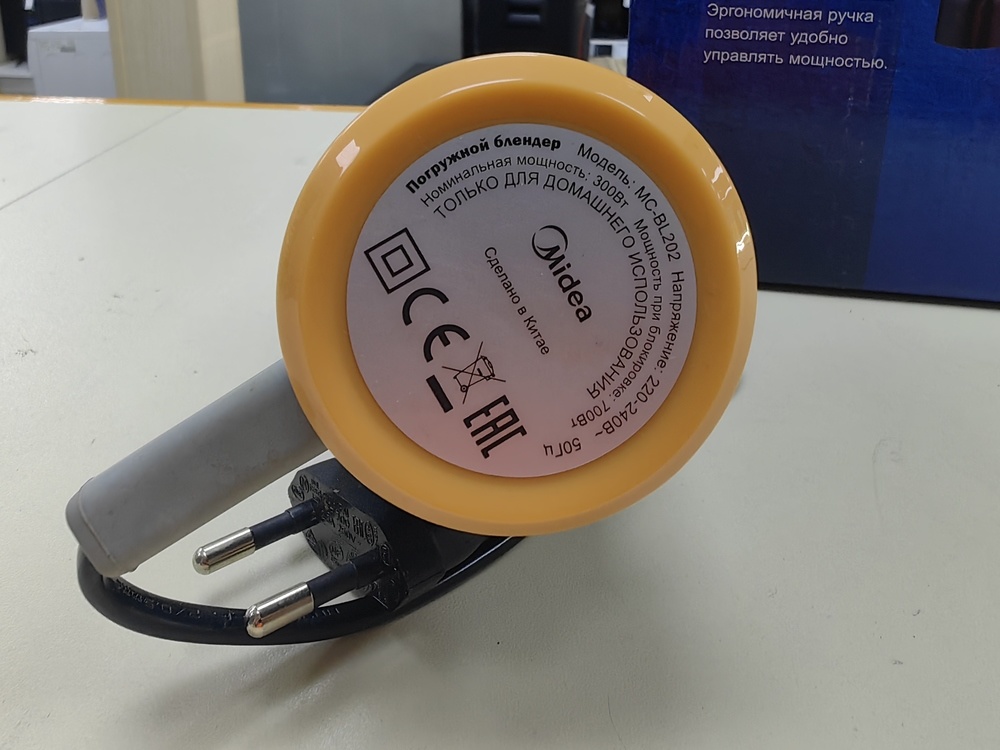 Эргономичная ручка
позволяет удобно
управлять мощностью.
Погружной блендер Модель: MC-BL202 Напряжение: 220-240В~ 50Гц
Номинальная мощность: 300Вт Мощность при блокировке: 700Вт
ТОЛЬКО ДЛЯ ДОМАШНЕГО ИСПОЛЬЗОВАНИЯ
Midea
Сделано в Китае
CE
EAC